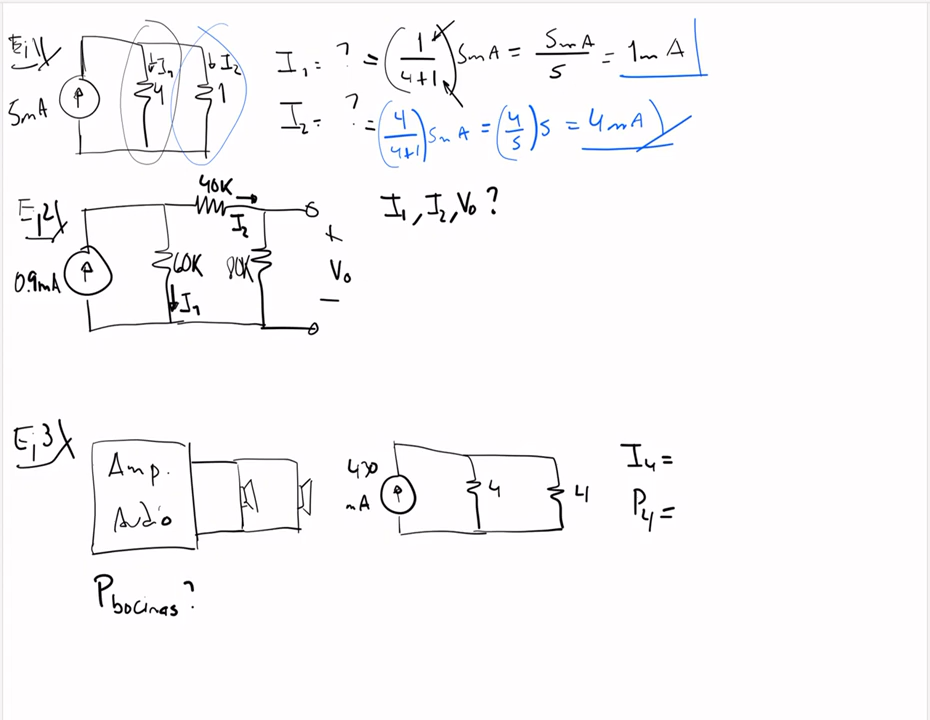 Ej1
5mA
I₁
4
I₂
1
I₁ = ? = (1/(4+1)) 5mA = 5mA/5 = 1mA
I₂ = ? = (4/(4+1)) 5mA = (4/5)5 = 4mA
Ej2
0.9mA
40K
I₂
60K
I₁
80K
+
V₀
−
I₁, I₂, V₀?
Ej3
Amp.
Audio
mA
4
4
I₄ =
P₄ =
P bocinas?